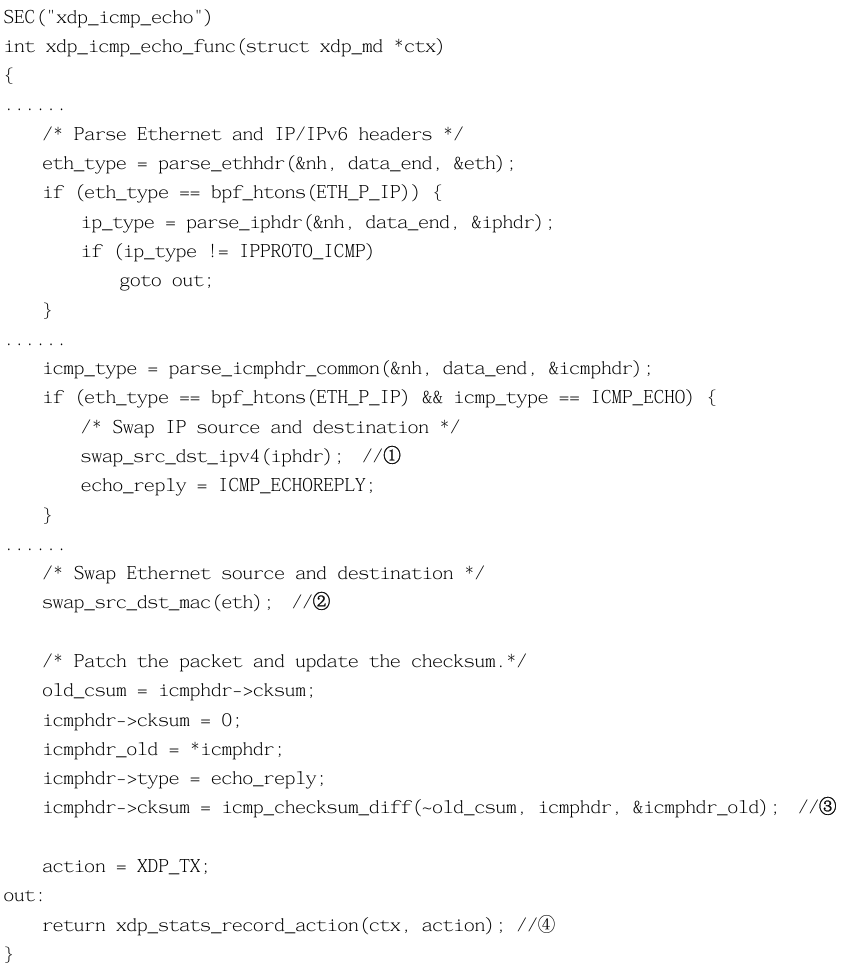 SEC("xdp_icmp_echo")
int xdp_icmp_echo_func(struct xdp_md *ctx)
{
......
    /* Parse Ethernet and IP/IPv6 headers */
    eth_type = parse_ethhdr(&nh, data_end, &eth);
    if (eth_type == bpf_htons(ETH_P_IP)) {
        ip_type = parse_iphdr(&nh, data_end, &iphdr);
        if (ip_type != IPPROTO_ICMP)
            goto out;
    }
......
    icmp_type = parse_icmphdr_common(&nh, data_end, &icmphdr);
    if (eth_type == bpf_htons(ETH_P_IP) && icmp_type == ICMP_ECHO) {
        /* Swap IP source and destination */
        swap_src_dst_ipv4(iphdr);  //①
        echo_reply = ICMP_ECHOREPLY;
    }
......
    /* Swap Ethernet source and destination */
    swap_src_dst_mac(eth);  //②

    /* Patch the packet and update the checksum.*/
    old_csum = icmphdr->cksum;
    icmphdr->cksum = 0;
    icmphdr_old = *icmphdr;
    icmphdr->type = echo_reply;
    icmphdr->cksum = icmp_checksum_diff(~old_csum, icmphdr, &icmphdr_old);  //③

    action = XDP_TX;
out:
    return xdp_stats_record_action(ctx, action); //④
}